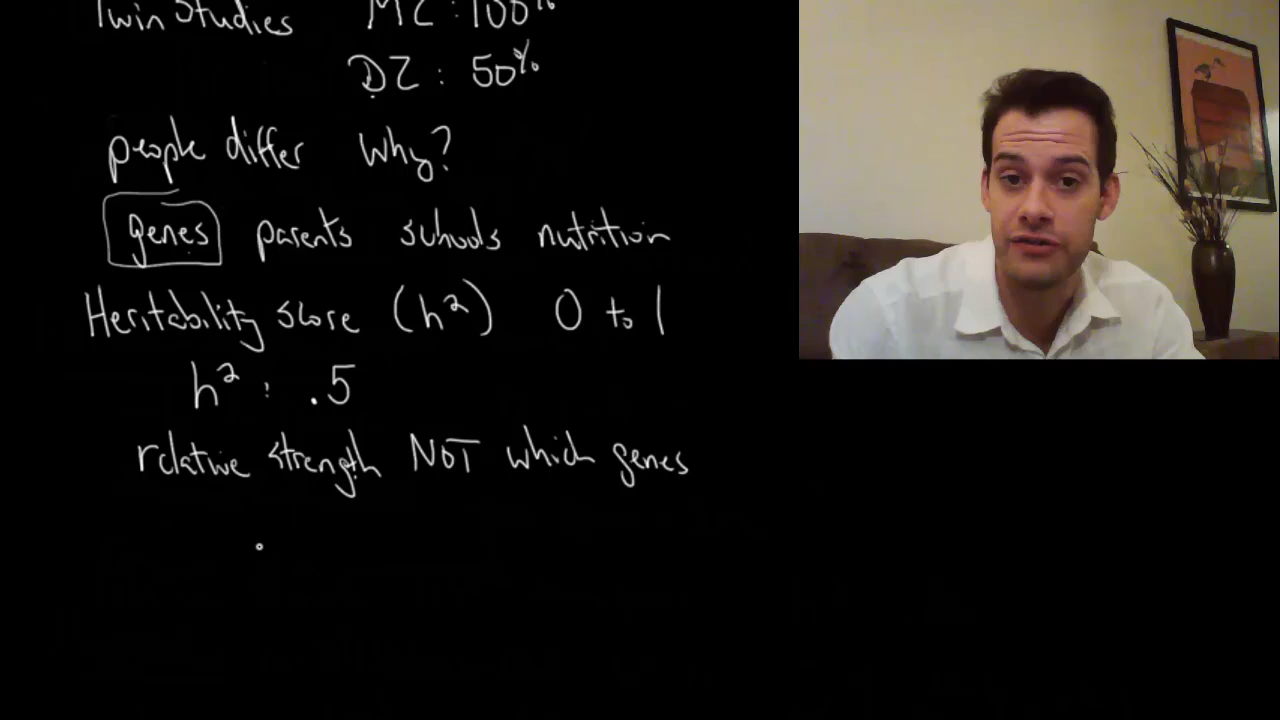 Twin Studies MZ : 100%
DZ : 50%
people differ Why?
genes parents schools nutrition
Heritability score (h²) 0 to 1
h² : .5
relative strength NOT which genes